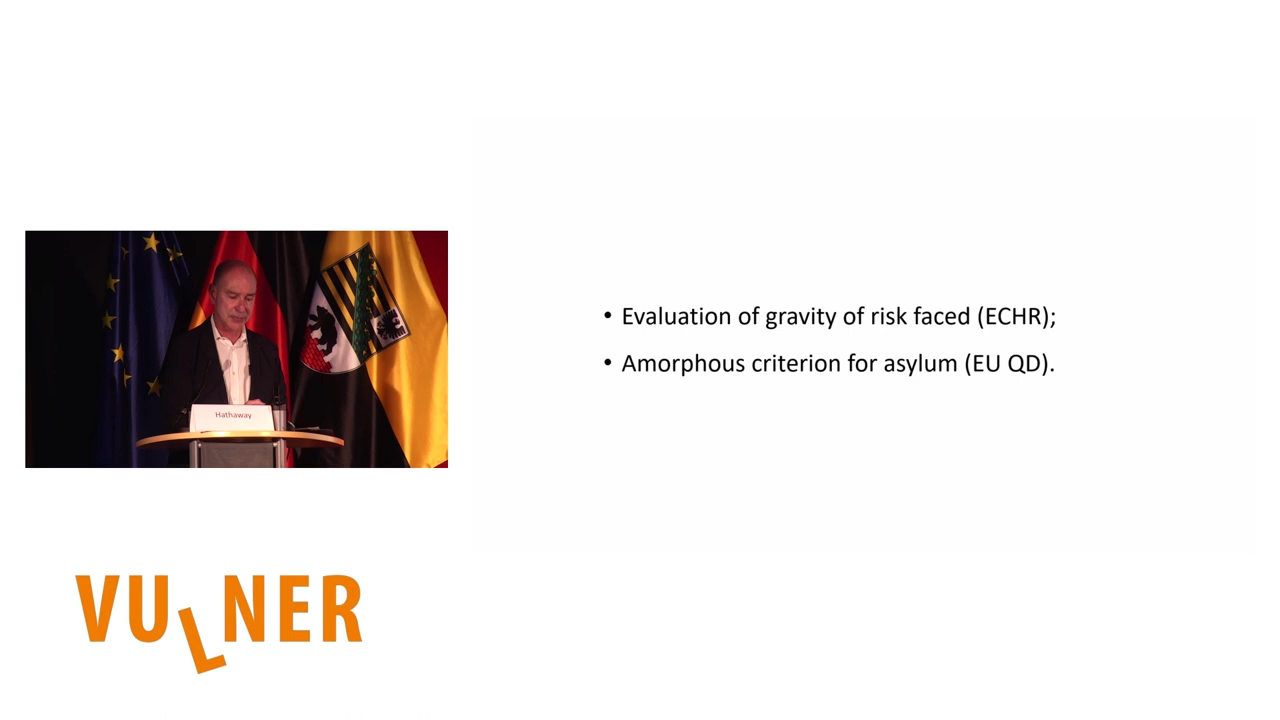 Hathaway
• Evaluation of gravity of risk faced (ECHR);
• Amorphous criterion for asylum (EU QD).
VULNER